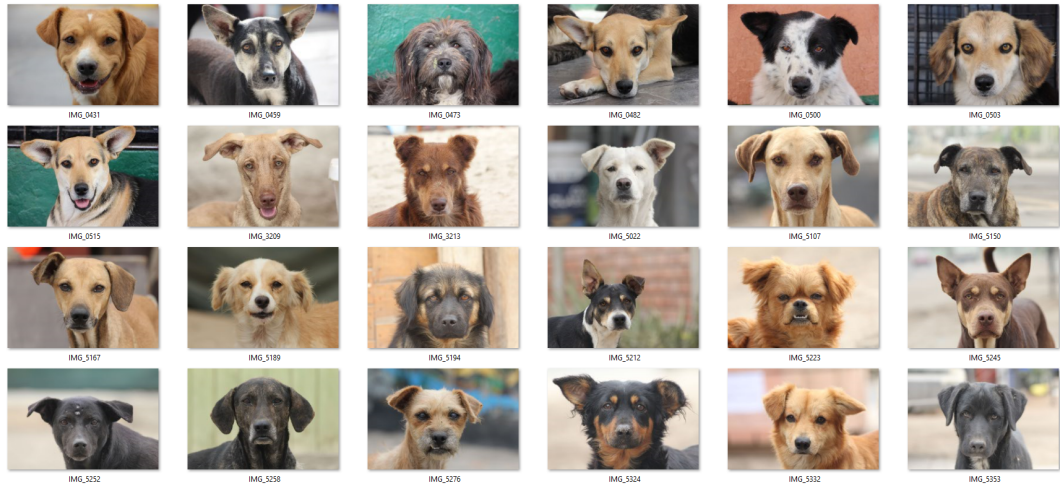 IMG_0431
IMG_0459
IMG_0473
IMG_0482
IMG_0500
IMG_0503
IMG_0515
IMG_3209
IMG_3213
IMG_5022
IMG_5107
IMG_5150
IMG_5167
IMG_5189
IMG_5194
IMG_5212
IMG_5223
IMG_5245
IMG_5252
IMG_5258
IMG_5276
IMG_5324
IMG_5332
IMG_5353